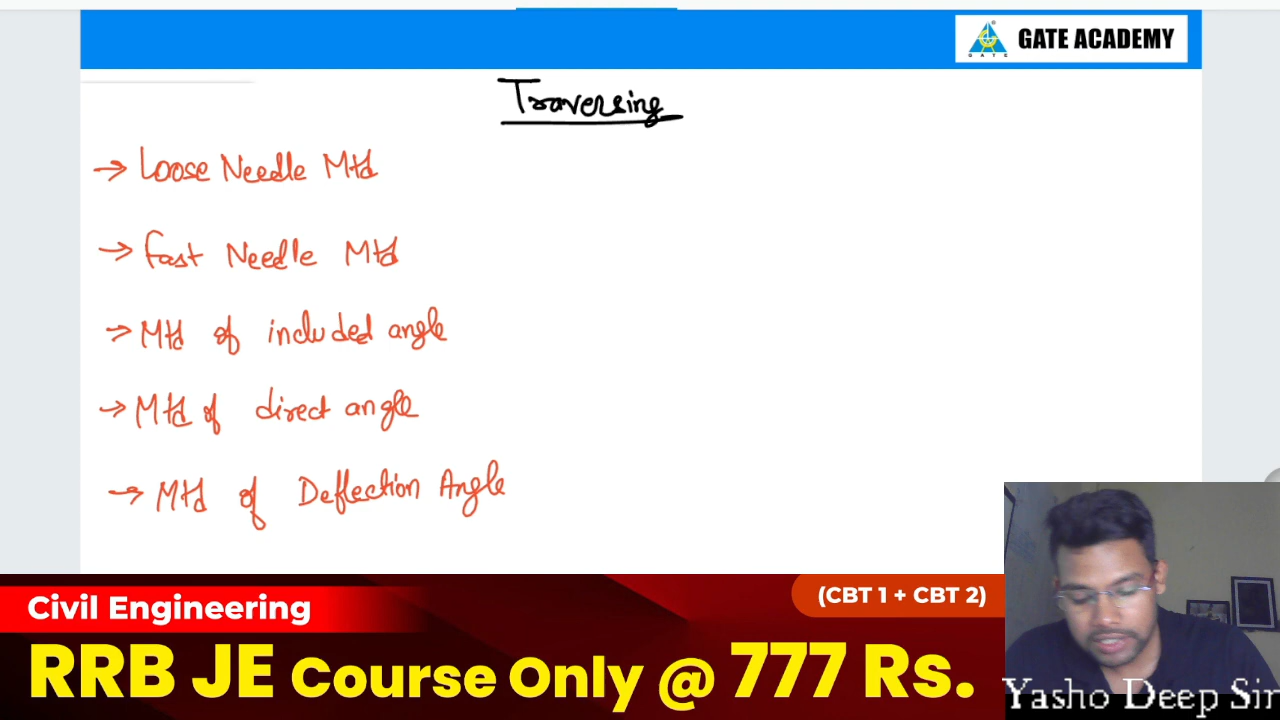 GATE ACADEMY
GATE
Traversing
→ Loose Needle Mtd
→ Fast Needle Mtd
→ Mtd of included angle
→ Mtd of direct angle
→ Mtd of Deflection Angle
Civil Engineering
(CBT 1 + CBT 2)
RRB JE Course Only @ 777 Rs.
Yasho Deep Sir